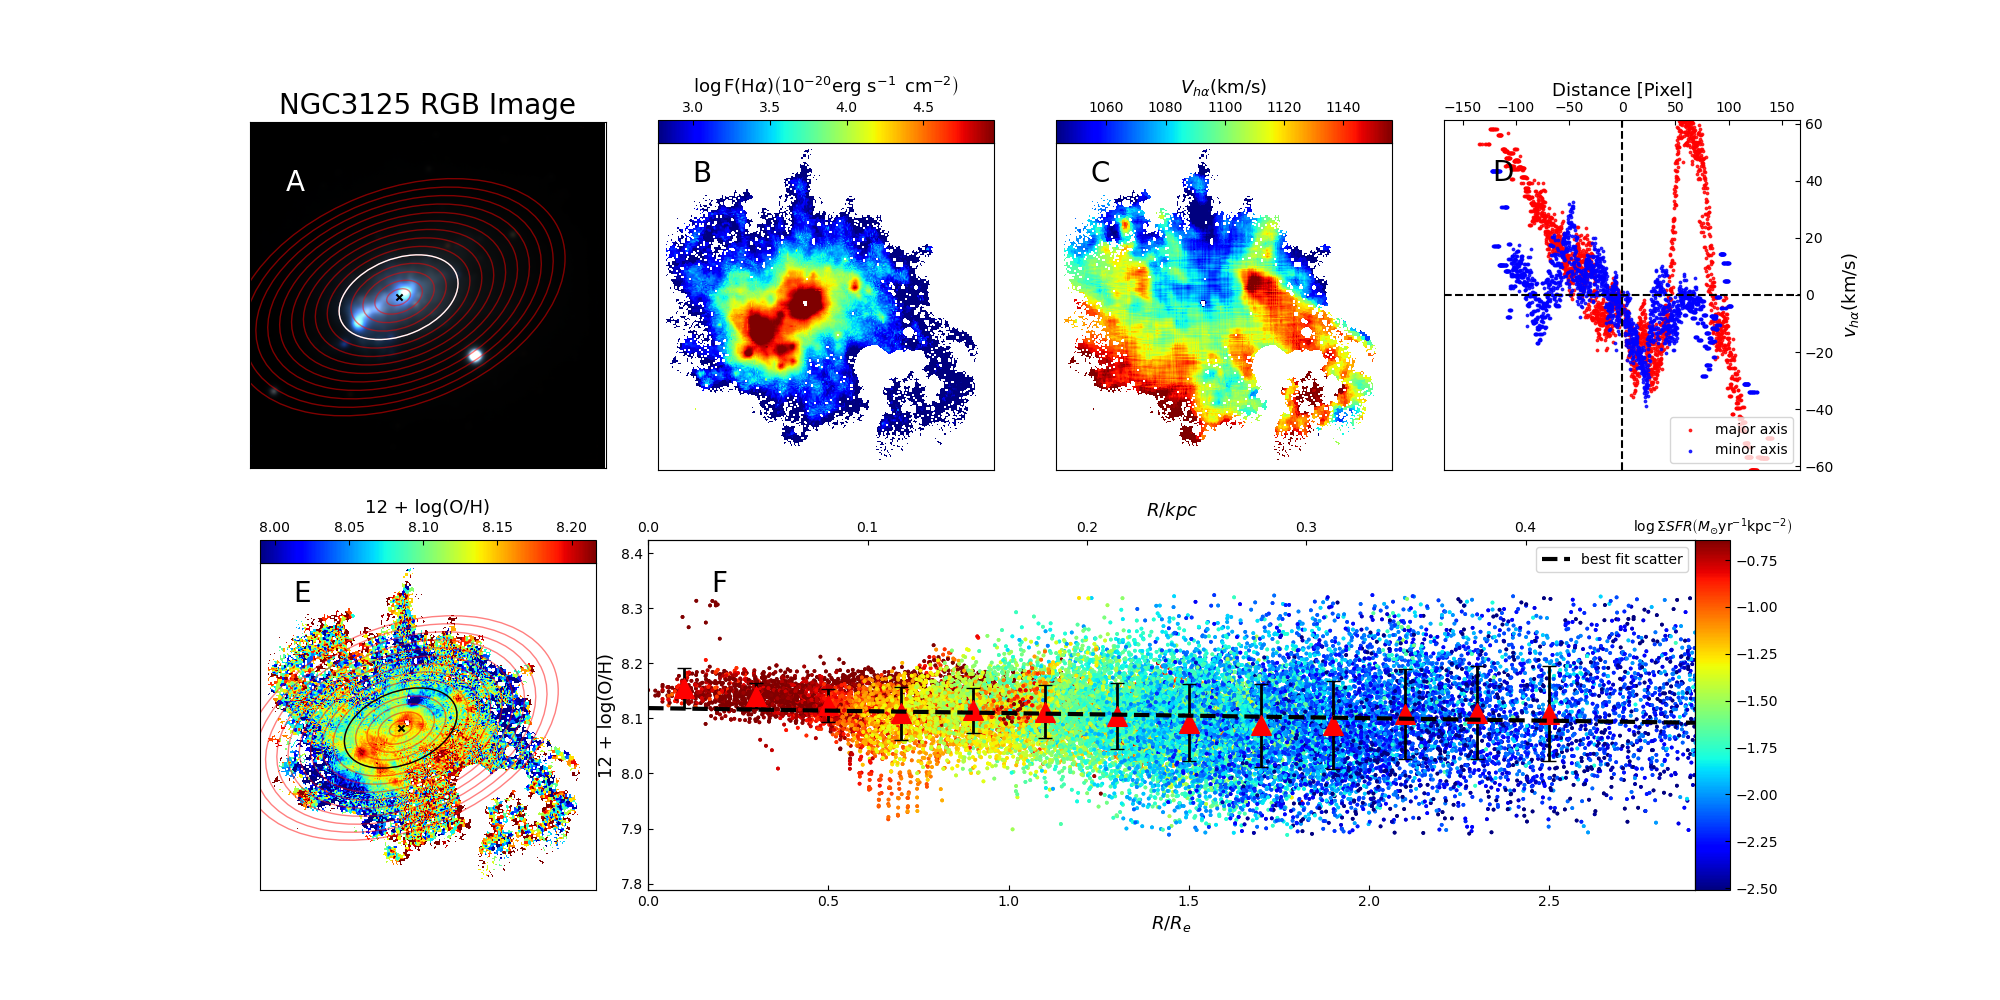 NGC3125 RGB Image
A
log F(Hα)(10⁻²⁰erg s⁻¹ cm⁻²)
3.0 3.5 4.0 4.5
B
V_hα(km/s)
1060 1080 1100 1120 1140
C
Distance [Pixel]
−150 −100 −50 0 50 100 150
D
60
40
20
0
−20
−40
−60
v_hα(km/s)
major axis
minor axis
12 + log(O/H)
8.00 8.05 8.10 8.15 8.20
E
R/kpc
0.0 0.1 0.2 0.3 0.4
F
best fit scatter
12 + log(O/H)
8.4
8.3
8.2
8.1
8.0
7.9
7.8
0.0 0.5 1.0 1.5 2.0 2.5
R/R_e
log ΣSFR(M_⊙yr⁻¹kpc⁻²)
−0.75
−1.00
−1.25
−1.50
−1.75
−2.00
−2.25
−2.50